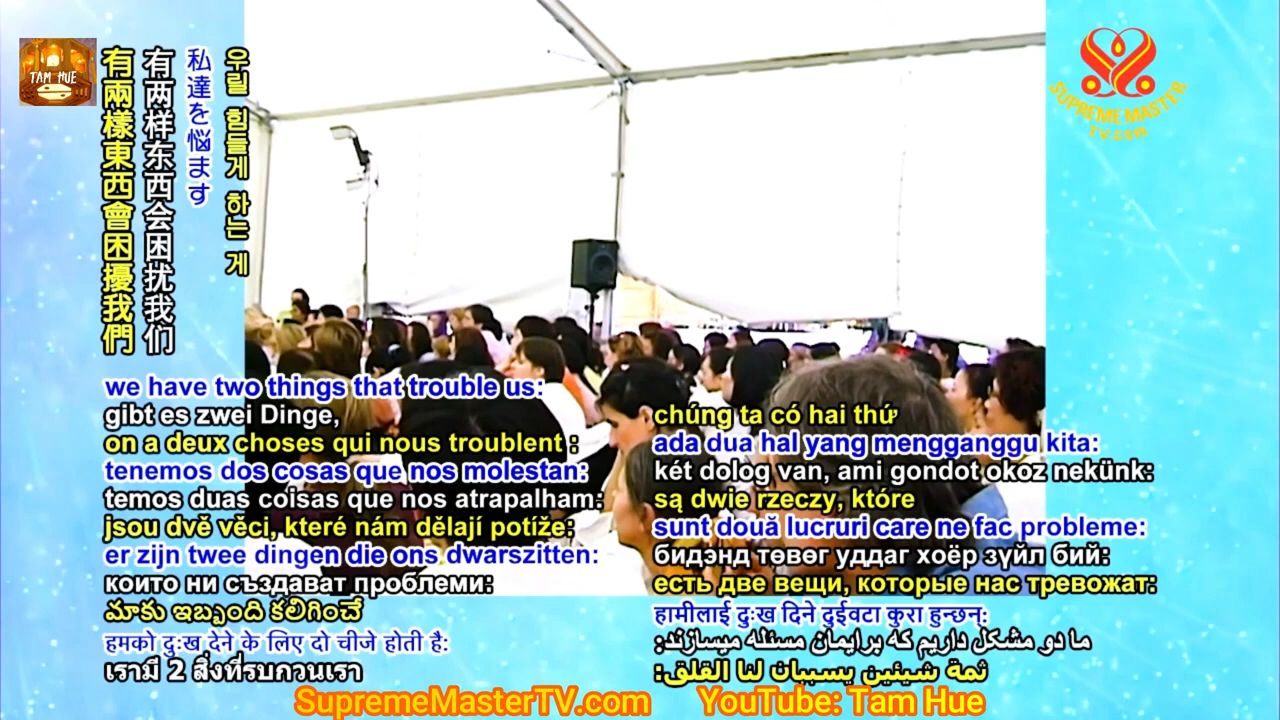 TAM HUE
SUPREME MASTER
TV.com
有兩樣東西會困擾我們
有两样东西会困扰我们
私達を悩ます
우릴 힘들게 하는 게
we have two things that trouble us:
gibt es zwei Dinge,
on a deux choses qui nous troublent :
tenemos dos cosas que nos molestan:
temos duas coisas que nos atrapalham:
jsou dvě věci, které nám dělají potíže:
er zijn twee dingen die ons dwarszitten:
които ни създават проблеми:
మాకు ఇబ్బంది కలిగించే
हमको दुःख देने के लिए दो चीजे होती है:
เรามี 2 สิ่งที่รบกวนเรา
chúng ta có hai thứ
ada dua hal yang mengganggu kita:
két dolog van, ami gondot okoz nekünk:
są dwie rzeczy, które
sunt două lucruri care ne fac probleme:
бидэнд төвөг уддаг хоёр зүйл бий:
есть две вещи, которые нас тревожат:
हामीलाई दुःख दिने दुईवटा कुरा हुन्छन्:
ما دو مشکل داریم که برایمان مسئله میسازند:
ثمة شيئين يسببان لنا القلق:
SupremeMasterTV.com YouTube: Tam Hue